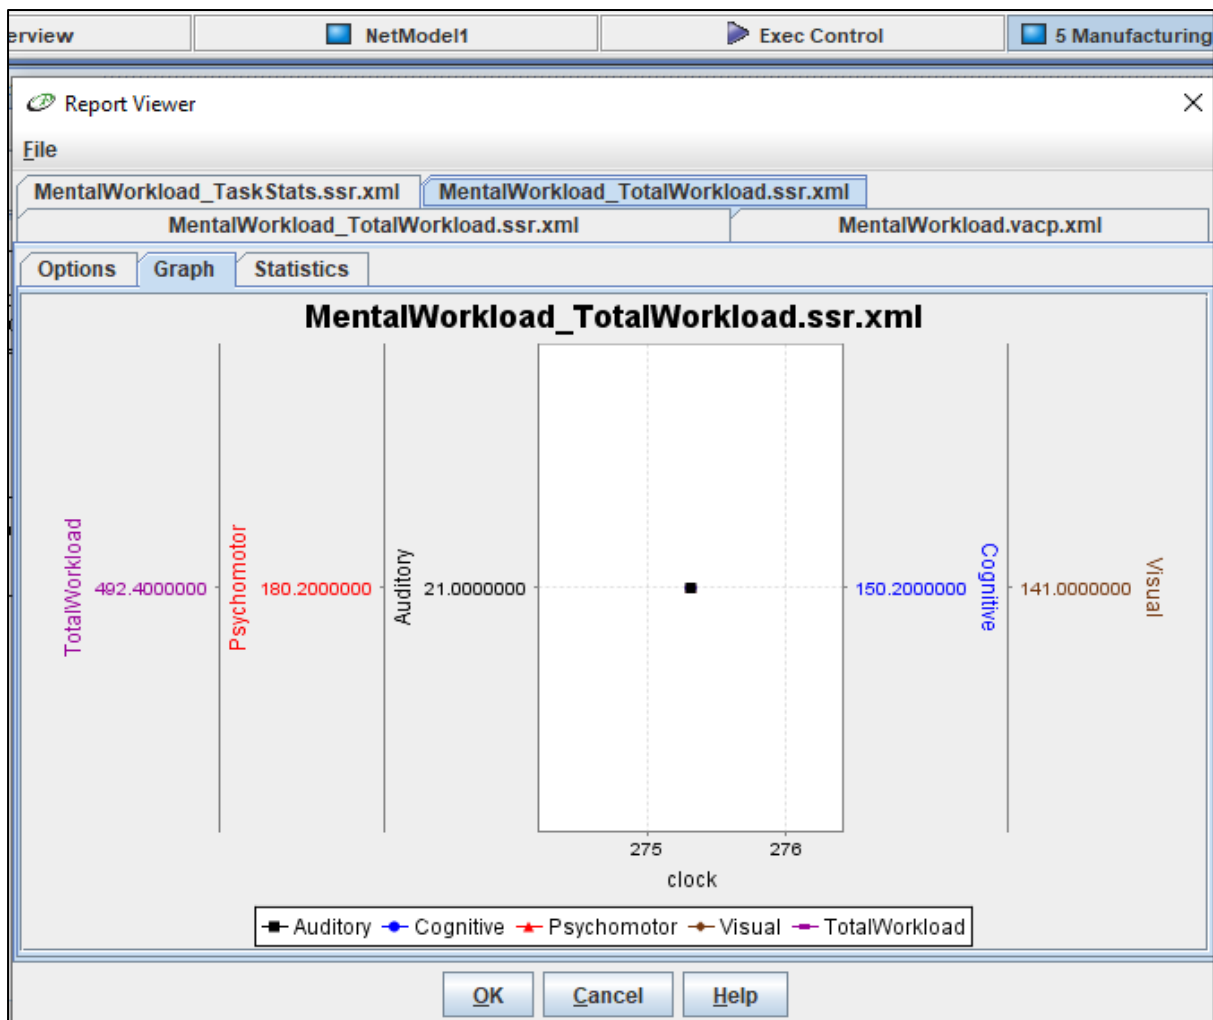 erview NetModel1 Exec Control 5 Manufacturing
Report Viewer
File
MentalWorkload_TaskStats.ssr.xml MentalWorkload_TotalWorkload.ssr.xml
MentalWorkload_TotalWorkload.ssr.xml MentalWorkload.vacp.xml
Options Graph Statistics
MentalWorkload_TotalWorkload.ssr.xml
TotalWorkload 492.4000000 Psychomotor 180.2000000 Auditory 21.0000000 150.2000000 Cognitive 141.0000000 Visual
275 276
clock
Auditory Cognitive Psychomotor Visual TotalWorkload
OK Cancel Help